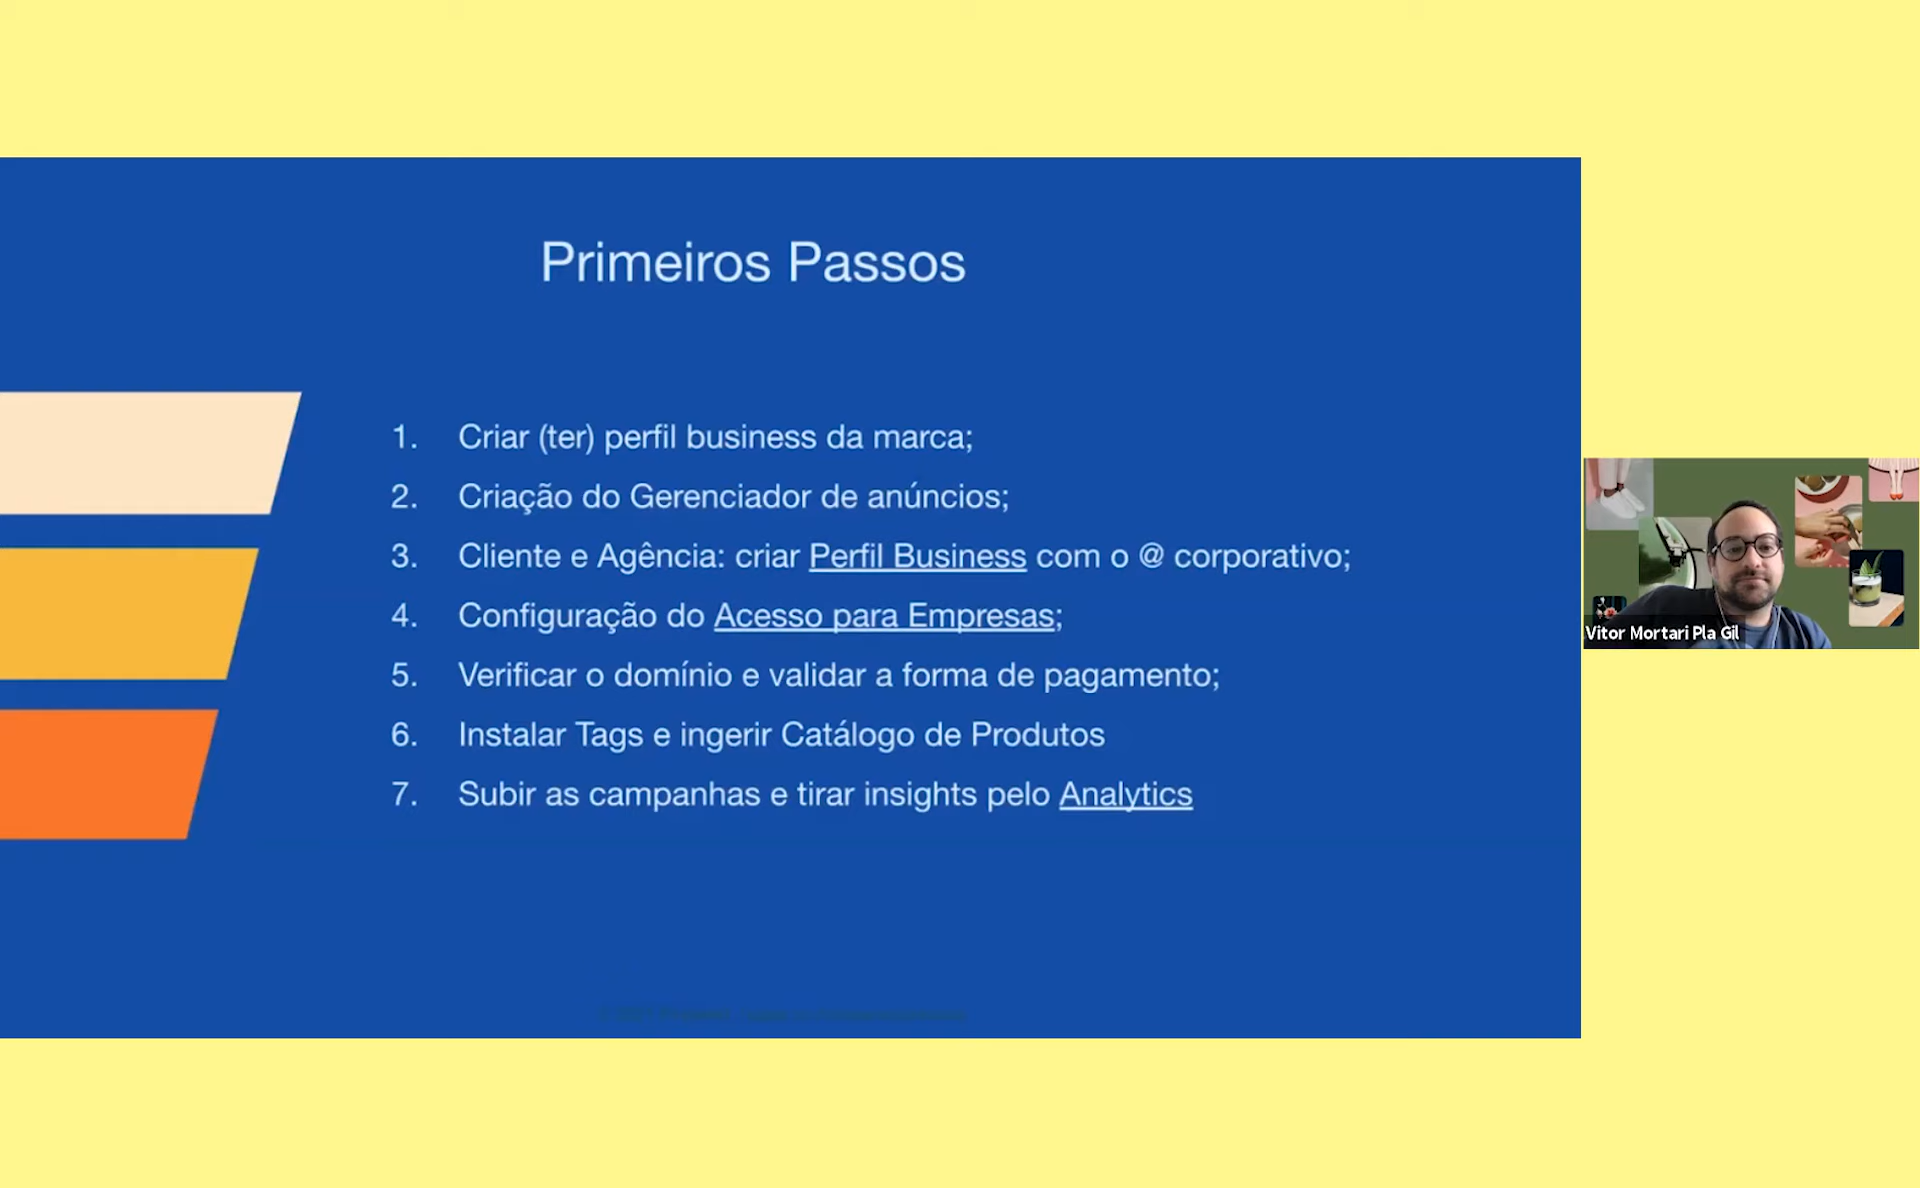 Primeiros Passos
1. Criar (ter) perfil business da marca;
2. Criação do Gerenciador de anúncios;
3. Cliente e Agência: criar Perfil Business com o @ corporativo;
4. Configuração do Acesso para Empresas;
5. Verificar o domínio e validar a forma de pagamento;
6. Instalar Tags e ingerir Catálogo de Produtos
7. Subir as campanhas e tirar insights pelo Analytics
Vitor Mortari Pla Gil